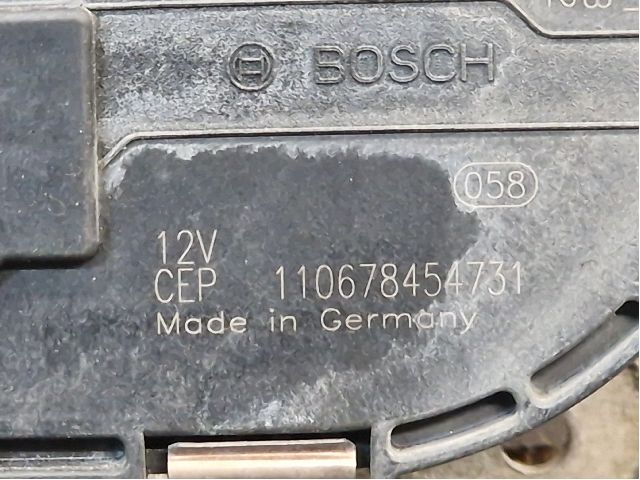 BOSCH
058
12V
CEP 110678454731
Made in Germany